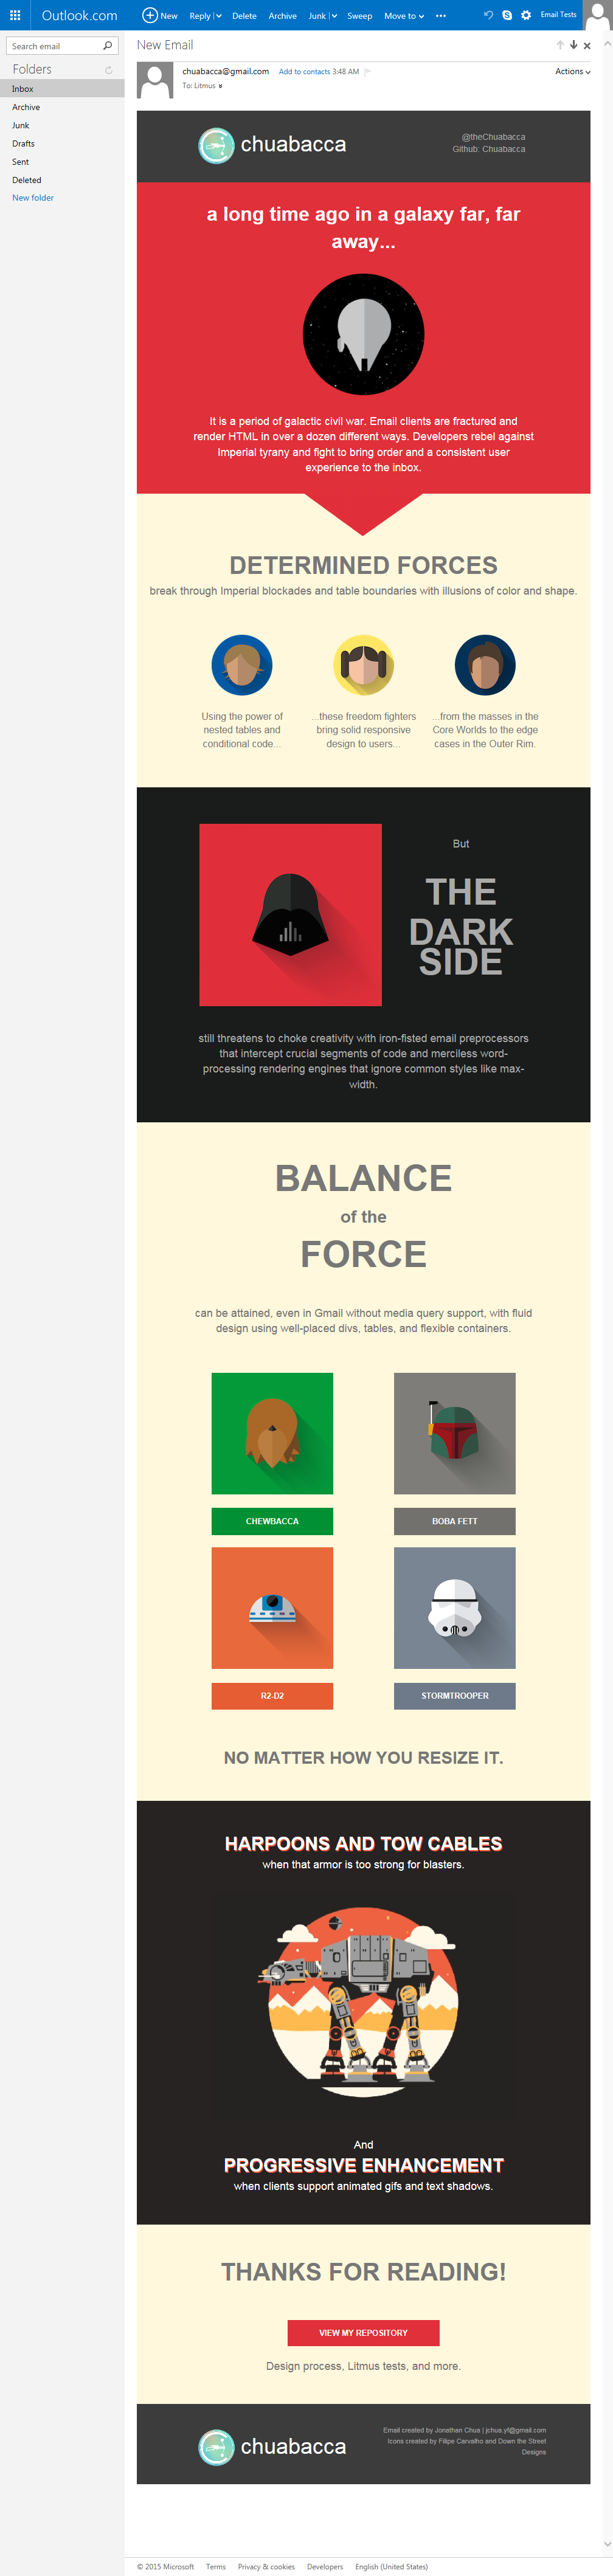 Outlook.com
New Reply Delete Archive Junk Sweep Move to ••• Email Tests
Search email
Folders
Inbox
Archive
Junk
Drafts
Sent
Deleted
New folder
New Email
chuabacca@gmail.com Add to contacts 3:48 AM
To: Litmus
Actions
chuabacca
@theChuabacca
Github: Chuabacca
a long time ago in a galaxy far, far
away...
It is a period of galactic civil war. Email clients are fractured and
render HTML in over a dozen different ways. Developers rebel against
Imperial tyrany and fight to bring order and a consistent user
experience to the inbox.
DETERMINED FORCES
break through Imperial blockades and table boundaries with illusions of color and shape.
Using the power of
nested tables and
conditional code...
...these freedom fighters
bring solid responsive
design to users...
...from the masses in the
Core Worlds to the edge
cases in the Outer Rim.
But
THE
DARK
SIDE
still threatens to choke creativity with iron-fisted email preprocessors
that intercept crucial segments of code and merciless word-
processing rendering engines that ignore common styles like max-
width.
BALANCE
of the
FORCE
can be attained, even in Gmail without media query support, with fluid
design using well-placed divs, tables, and flexible containers.
CHEWBACCA
BOBA FETT
R2-D2
STORMTROOPER
NO MATTER HOW YOU RESIZE IT.
HARPOONS AND TOW CABLES
when that armor is too strong for blasters.
And
PROGRESSIVE ENHANCEMENT
when clients support animated gifs and text shadows.
THANKS FOR READING!
VIEW MY REPOSITORY
Design process, Litmus tests, and more.
chuabacca
Email created by Jonathan Chua | jchua.yf@gmail.com
Icons created by Filipe Carvalho and Down the Street
Designs
© 2015 Microsoft Terms Privacy & cookies Developers English (United States)